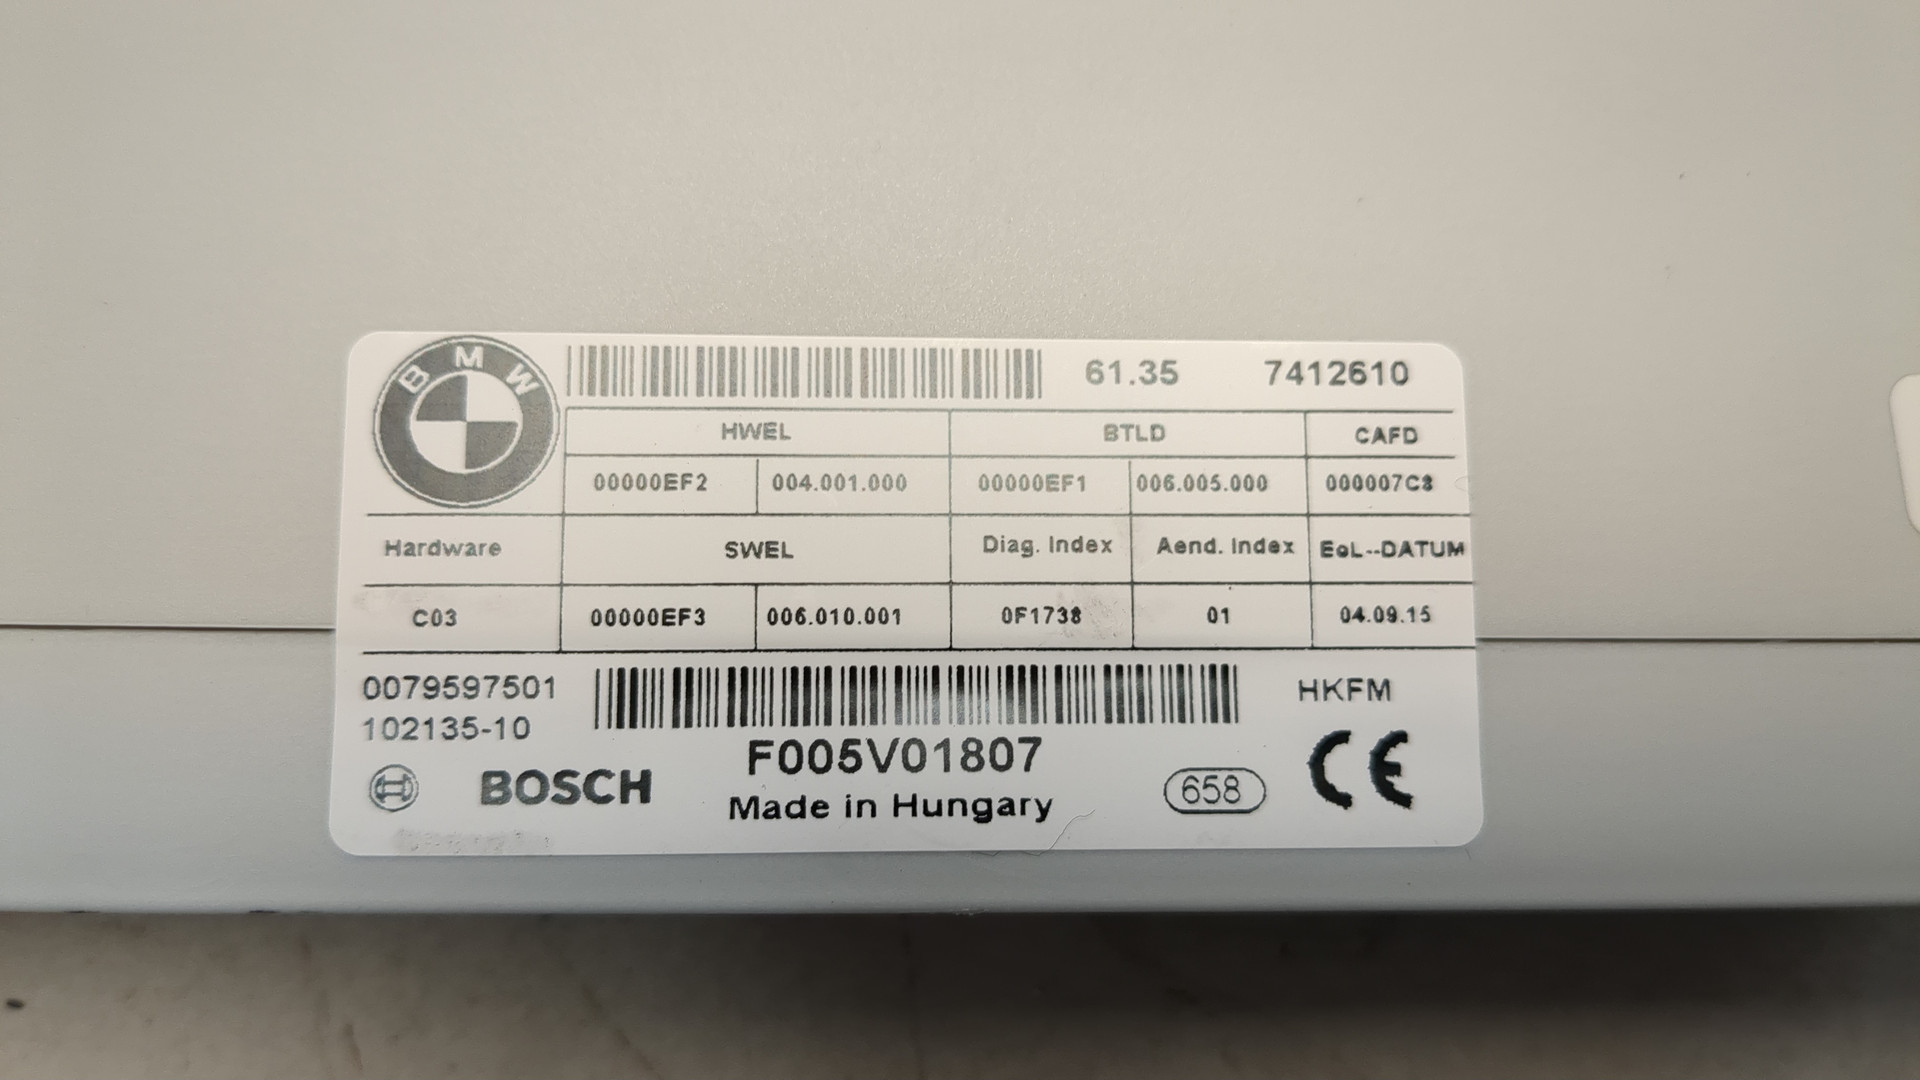 BMW
61.35 7412610
HWEL BTLD CAFD
00000EF2 004.001.000 00000EF1 006.005.000 000007C8
Hardware SWEL Diag. Index Aend. Index EoL--DATUM
C03 00000EF3 006.010.001 0F1738 01 04.09.15
0079597501 HKFM
102135-10
F005V01807
BOSCH Made in Hungary 658 CE